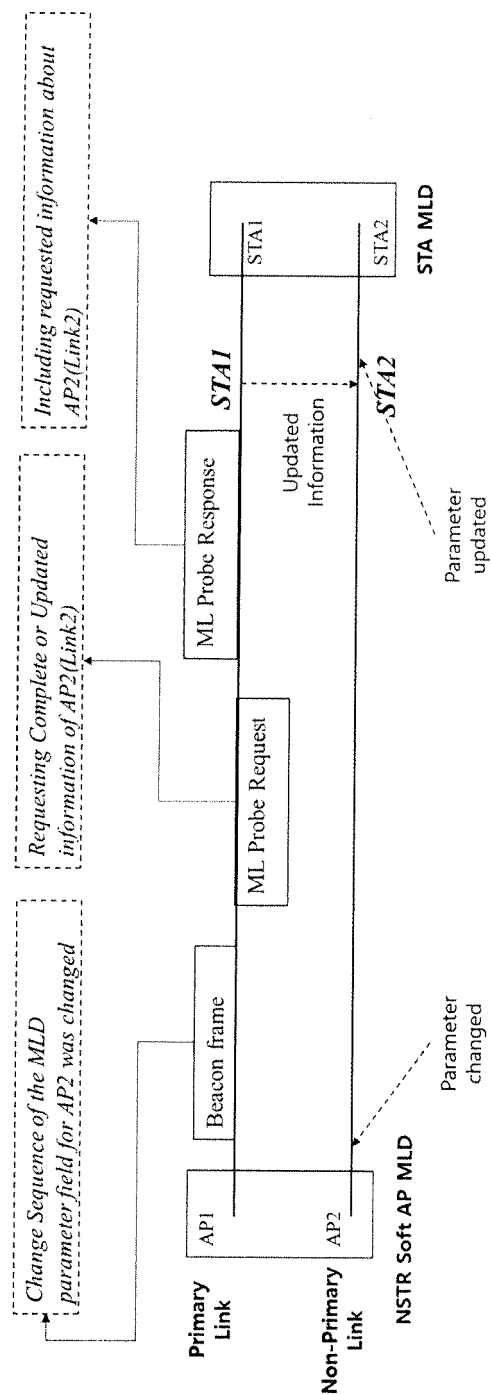 Change Sequence of the MLD
parameter field for AP2 was changed
Requesting Complete or Updated
information of AP2(Link2)
Including requested information about
AP2(Link2)
Beacon frame
ML Probe Request
ML Probe Response
Primary
Link
AP1
STA1
STA1
Updated
Information
Non-Primary
Link
AP2
STA2
STA2
NSTR Soft AP MLD
STA MLD
Parameter
changed
Parameter
updated